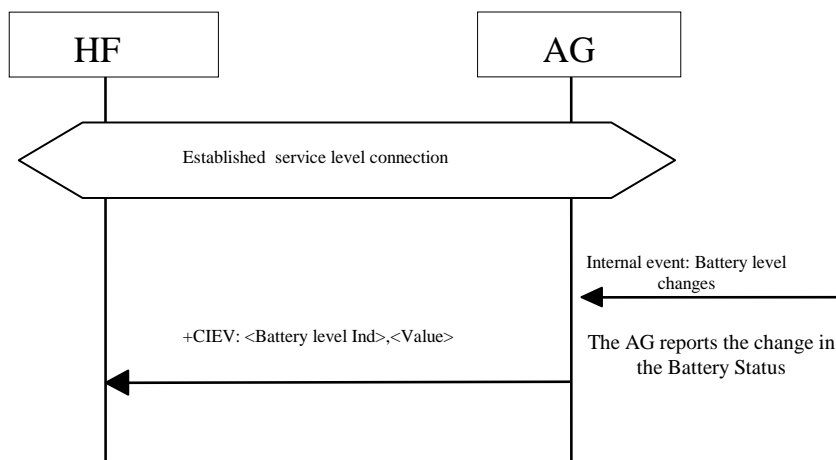 HF
AG
Established service level connection
Internal event: Battery level
changes
+CIEV: <Battery level Ind>,<Value>
The AG reports the change in
the Battery Status